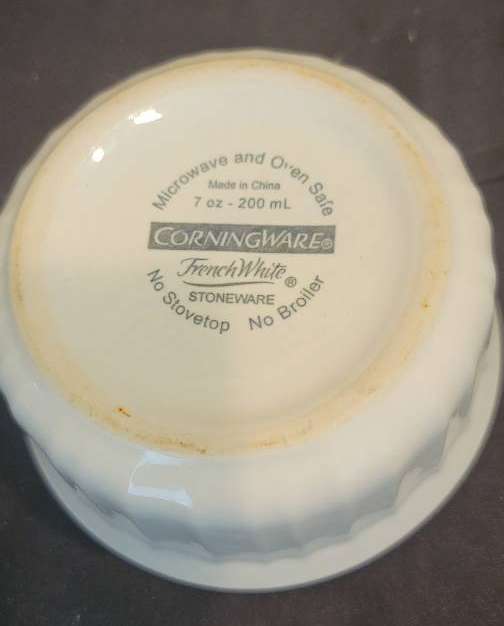 Microwave and Oven Safe
Made in China
7 oz - 200 mL
CORNINGWARE®
French White®
STONEWARE
No Stovetop No Broiler